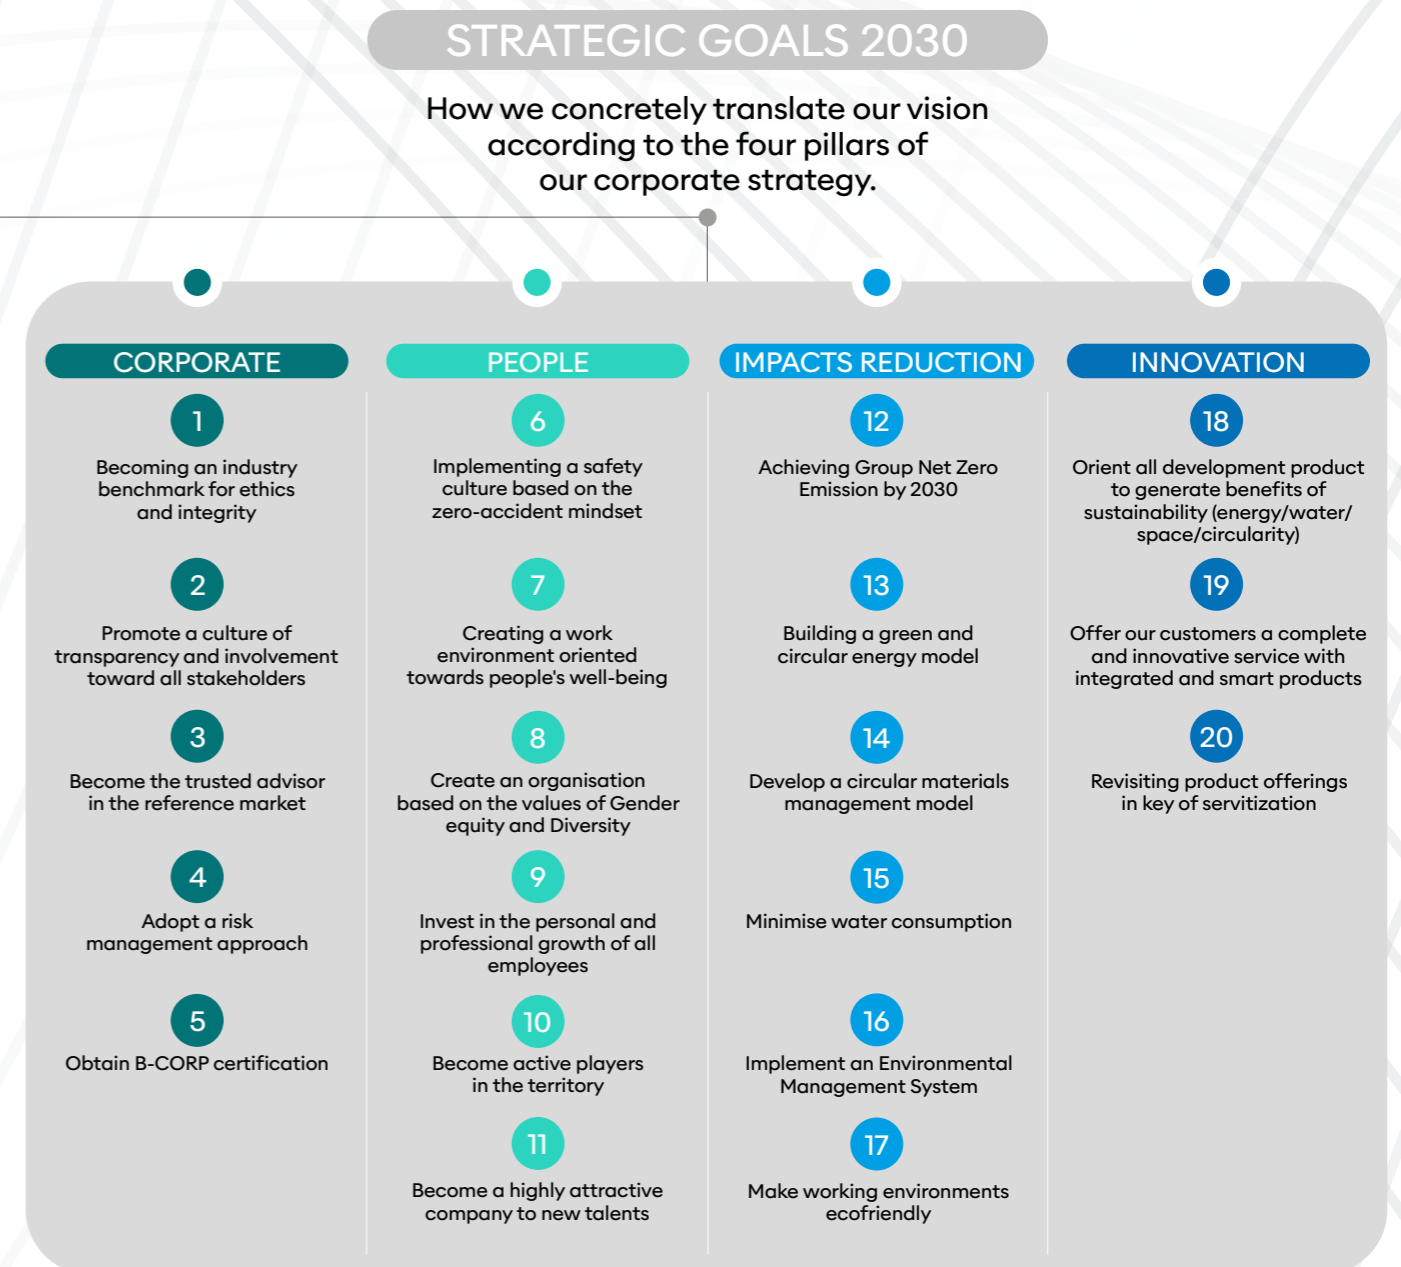 STRATEGIC GOALS 2030
How we concretely translate our vision
according to the four pillars of
our corporate strategy.
CORPORATE
1
Becoming an industry
benchmark for ethics
and integrity
2
Promote a culture of
transparency and involvement
toward all stakeholders
3
Become the trusted advisor
in the reference market
4
Adopt a risk
management approach
5
Obtain B-CORP certification
PEOPLE
6
Implementing a safety
culture based on the
zero-accident mindset
7
Creating a work
environment oriented
towards people's well-being
8
Create an organisation
based on the values of Gender
equity and Diversity
9
Invest in the personal and
professional growth of all
employees
10
Become active players
in the territory
11
Become a highly attractive
company to new talents
IMPACTS REDUCTION
12
Achieving Group Net Zero
Emission by 2030
13
Building a green and
circular energy model
14
Develop a circular materials
management model
15
Minimise water consumption
16
Implement an Environmental
Management System
17
Make working environments
ecofriendly
INNOVATION
18
Orient all development product
to generate benefits of
sustainability (energy/water/
space/circularity)
19
Offer our customers a complete
and innovative service with
integrated and smart products
20
Revisiting product offerings
in key of servitization